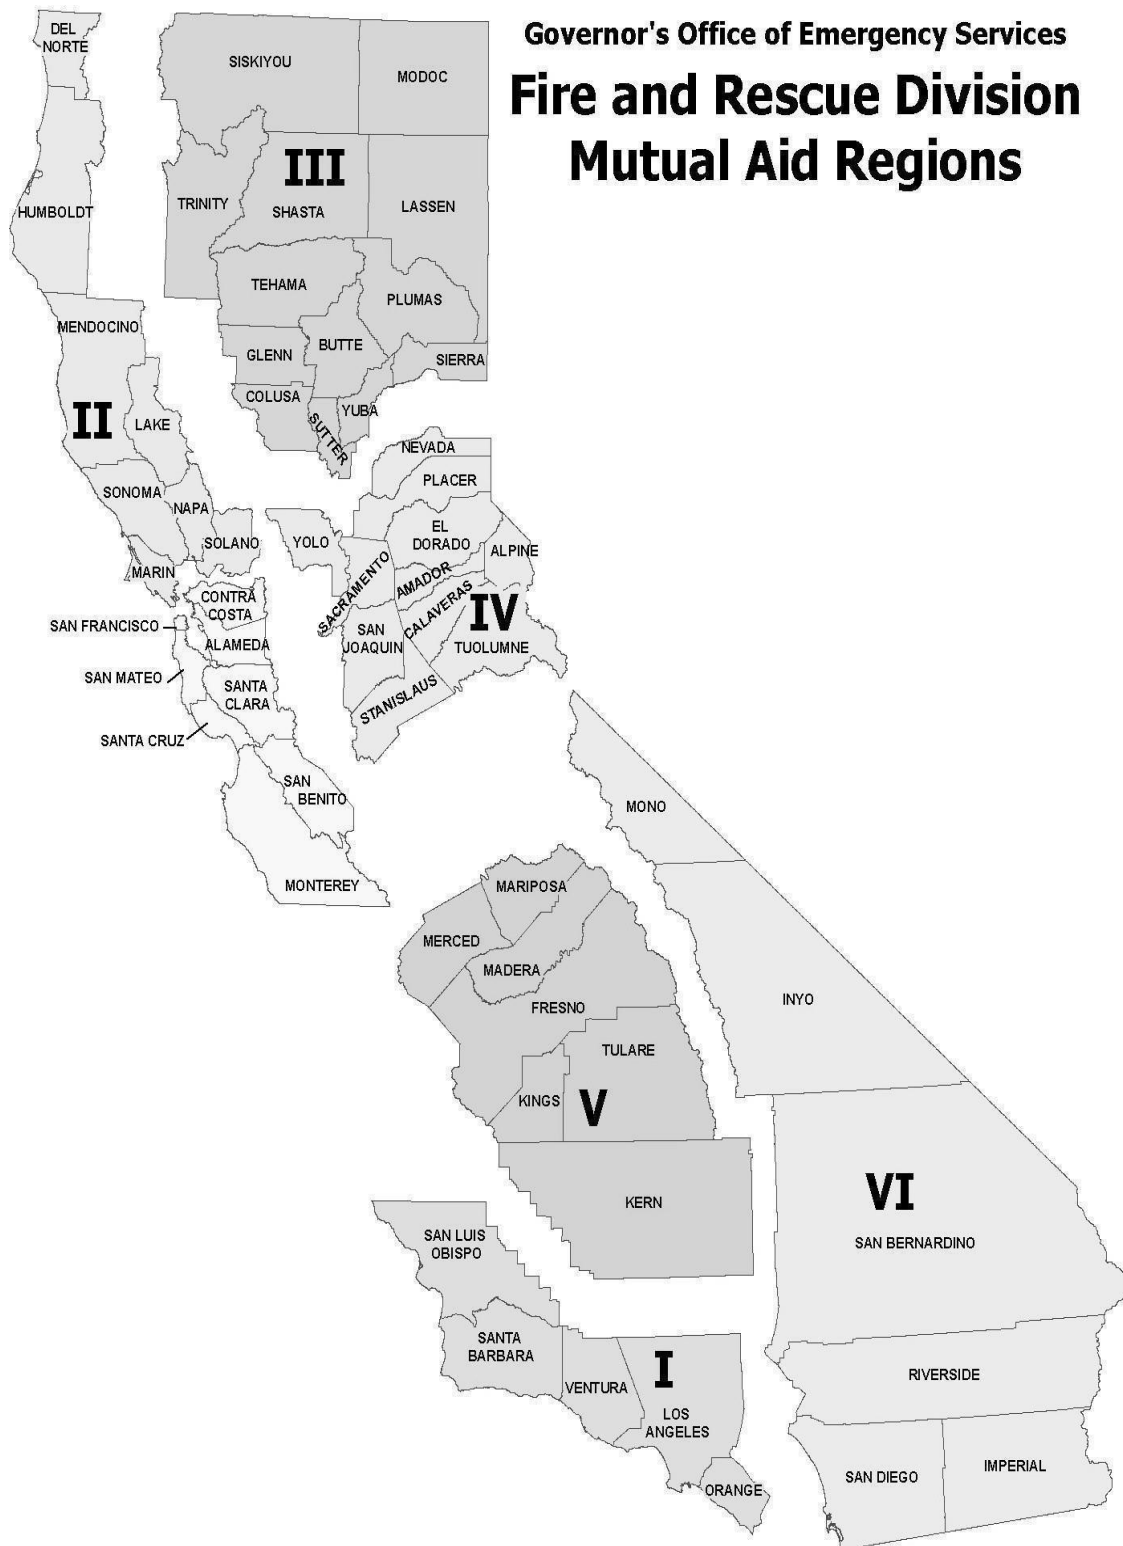 Governor's Office of Emergency Services
Fire and Rescue Division
Mutual Aid Regions
DEL
NORTE
HUMBOLDT
MENDOCINO
II
LAKE
SONOMA
NAPA
SOLANO
MARIN
CONTRA
COSTA
SAN FRANCISCO
ALAMEDA
SAN MATEO
SANTA
CLARA
SANTA CRUZ
SAN
BENITO
MONTEREY
SISKIYOU
MODOC
III
TRINITY
SHASTA
LASSEN
TEHAMA
PLUMAS
GLENN
BUTTE
SIERRA
COLUSA
SUTTER
YUBA
NEVADA
PLACER
YOLO
EL
DORADO
ALPINE
SACRAMENTO
AMADOR
CALAVERAS
IV
SAN
JOAQUIN
TUOLUMNE
STANISLAUS
MONO
INYO
VI
SAN BERNARDINO
RIVERSIDE
SAN DIEGO
IMPERIAL
MARIPOSA
MERCED
MADERA
FRESNO
TULARE
KINGS
V
KERN
SAN LUIS
OBISPO
SANTA
BARBARA
VENTURA
I
LOS
ANGELES
ORANGE